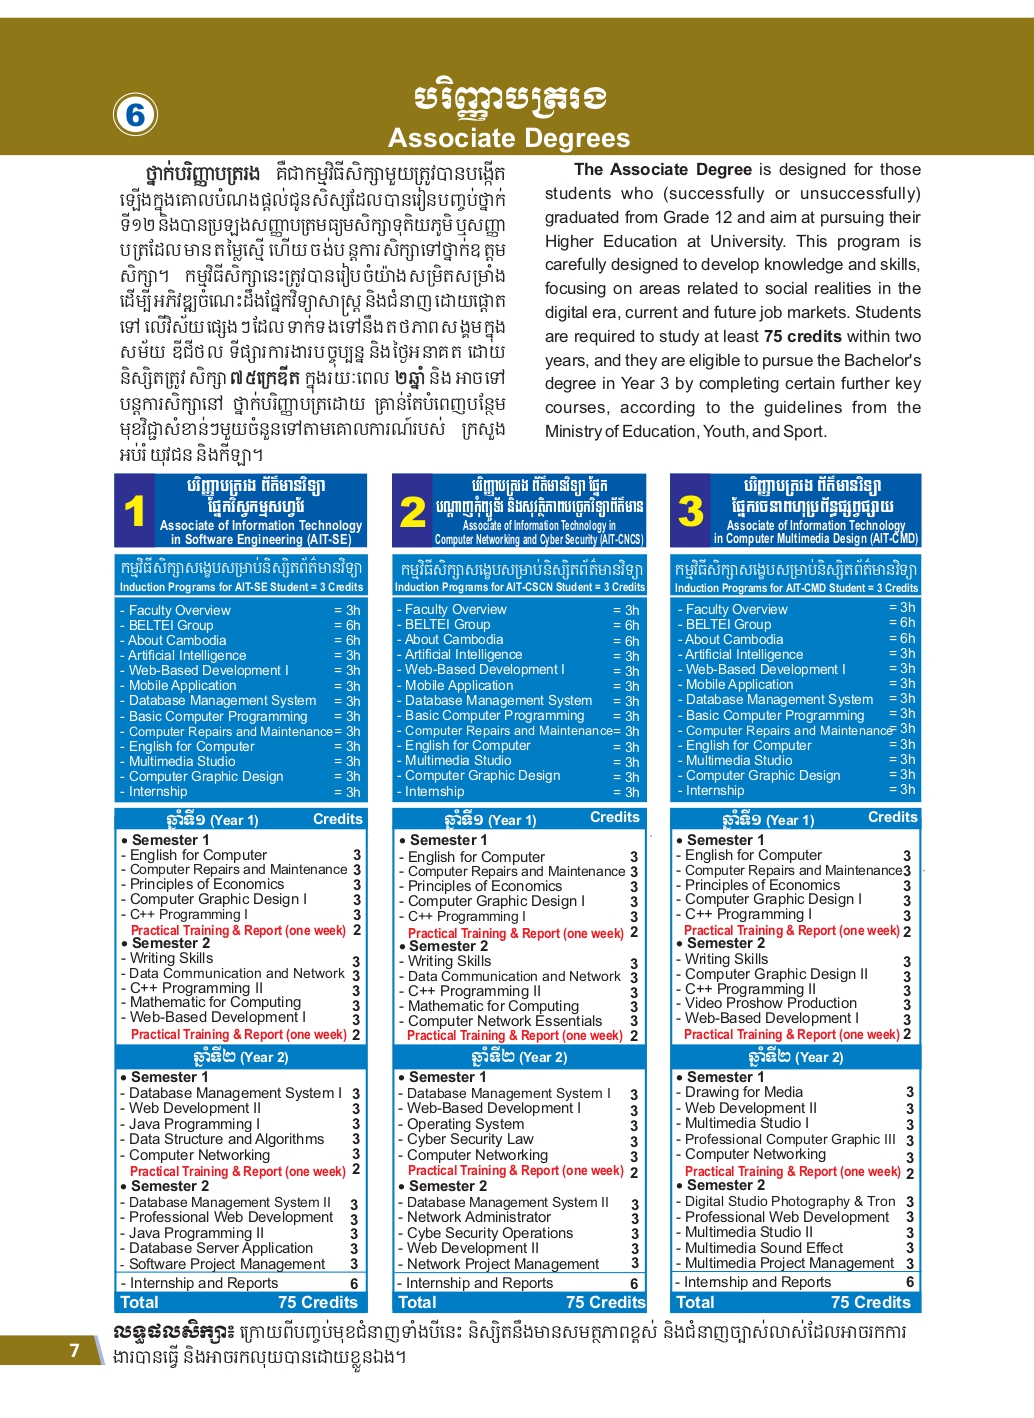 6
បរិញ្ញាបត្ររង
Associate Degrees
ថ្នាក់បរិញ្ញាបត្ររង គឺជាកម្មវិធីសិក្សាមួយត្រូវបានបង្កើត
ឡើងក្នុងគោលបំណងផ្តល់ជូនសិស្សដែលបានរៀនបញ្ចប់ថ្នាក់
ទី១២ និងបានប្រឡងសញ្ញាបត្រមធ្យមសិក្សាទុតិយភូមិ ឬសញ្ញា
បត្រដែលមានតម្លៃស្មើ ហើយចង់បន្តការសិក្សាទៅថ្នាក់ឧត្តម
សិក្សា។ កម្មវិធីសិក្សានេះត្រូវបានរៀបចំយ៉ាងសម្រិតសម្រាំង
ដើម្បីអភិវឌ្ឍចំណេះដឹងផ្នែកវិទ្យាសាស្ត្រ និងជំនាញដោយផ្តោត
ទៅ លើវិស័យផ្សេងៗដែល ទាក់ទងទៅនឹងតថភាពសង្គមក្នុង
សម័យ ឌីជីថល ទីផ្សារការងារបច្ចុប្បន្ន និងថ្ងៃអនាគត ដោយ
និស្សិតត្រូវ សិក្សា ៧៥ក្រេឌីត ក្នុងរយៈពេល ២ឆ្នាំ និង អាចទៅ
បន្តការសិក្សានៅ ថ្នាក់បរិញ្ញាបត្រដោយ គ្រាន់តែបំពេញបន្ថែម
មុខវិជ្ជាសំខាន់ៗមួយចំនួនទៅតាមគោលការណ៍របស់ ក្រសួង
អប់រំ យុវជន និងកីឡា។
The Associate Degree is designed for those
students who (successfully or unsuccessfully)
graduated from Grade 12 and aim at pursuing their
Higher Education at University. This program is
carefully designed to develop knowledge and skills,
focusing on areas related to social realities in the
digital era, current and future job markets. Students
are required to study at least 75 credits within two
years, and they are eligible to pursue the Bachelor's
degree in Year 3 by completing certain further key
courses, according to the guidelines from the
Ministry of Education, Youth, and Sport.
1
បរិញ្ញាបត្ររង ព័ត៌មានវិទ្យា
ផ្នែកវិស្វកម្មសហ្វវែរ
Associate of Information Technology
in Software Engineering (AIT-SE)
កម្មវិធីសិក្សាសង្ខេបសម្រាប់និស្សិតព័ត៌មានវិទ្យា
Induction Programs for AIT-SE Student = 3 Credits
- Faculty Overview = 3h
- BELTEI Group = 6h
- About Cambodia = 6h
- Artificial Intelligence = 3h
- Web-Based Development I = 3h
- Mobile Application = 3h
- Database Management System = 3h
- Basic Computer Programming = 3h
- Computer Repairs and Maintenance = 3h
- English for Computer = 3h
- Multimedia Studio = 3h
- Computer Graphic Design = 3h
- Internship = 3h
ឆ្នាំទី១ (Year 1) Credits
• Semester 1
- English for Computer 3
- Computer Repairs and Maintenance 3
- Principles of Economics 3
- Computer Graphic Design I 3
- C++ Programming I 3
Practical Training & Report (one week) 2
• Semester 2
- Writing Skills 3
- Data Communication and Network 3
- C++ Programming II 3
- Mathematic for Computing 3
- Web-Based Development I 3
Practical Training & Report (one week) 2
ឆ្នាំទី២ (Year 2)
• Semester 1
- Database Management System I 3
- Web Development II 3
- Java Programming I 3
- Data Structure and Algorithms 3
- Computer Networking 3
Practical Training & Report (one week) 2
• Semester 2
- Database Management System II 3
- Professional Web Development 3
- Java Programming II 3
- Database Server Application 3
- Software Project Management 3
- Internship and Reports 6
Total 75 Credits
2
បរិញ្ញាបត្ររង ព័ត៌មានវិទ្យា ផ្នែក
បណ្តាញកុំព្យូទ័រ និងសុវត្ថិភាពបច្ចេកវិទ្យាព័ត៌មាន
Associate of Information Technology in
Computer Networking and Cyber Security (AIT-CNCS)
កម្មវិធីសិក្សាសង្ខេបសម្រាប់និស្សិតព័ត៌មានវិទ្យា
Induction Programs for AIT-CSCN Student = 3 Credits
- Faculty Overview = 3h
- BELTEI Group = 6h
- About Cambodia = 6h
- Artificial Intelligence = 3h
- Web-Based Development I = 3h
- Mobile Application = 3h
- Database Management System = 3h
- Basic Computer Programming = 3h
- Computer Repairs and Maintenance = 3h
- English for Computer = 3h
- Multimedia Studio = 3h
- Computer Graphic Design = 3h
- Internship = 3h
ឆ្នាំទី១ (Year 1) Credits
• Semester 1
- English for Computer 3
- Computer Repairs and Maintenance 3
- Principles of Economics 3
- Computer Graphic Design I 3
- C++ Programming I 3
Practical Training & Report (one week) 2
• Semester 2
- Writing Skills 3
- Data Communication and Network 3
- C++ Programming II 3
- Mathematic for Computing 3
- Computer Network Essentials 3
Practical Training & Report (one week) 2
ឆ្នាំទី២ (Year 2)
• Semester 1
- Database Management System I 3
- Web-Based Development I 3
- Operating System 3
- Cyber Security Law 3
- Computer Networking 3
Practical Training & Report (one week) 2
• Semester 2
- Database Management System II 3
- Network Administrator 3
- Cybe Security Operations 3
- Web Development II 3
- Network Project Management 3
- Internship and Reports 6
Total 75 Credits
3
បរិញ្ញាបត្ររង ព័ត៌មានវិទ្យា
ផ្នែករចនាពហុប្រព័ន្ធផ្សព្វផ្សាយ
Associate of Information Technology
in Computer Multimedia Design (AIT-CMD)
កម្មវិធីសិក្សាសង្ខេបសម្រាប់និស្សិតព័ត៌មានវិទ្យា
Induction Programs for AIT-CMD Student = 3 Credits
- Faculty Overview = 3h
- BELTEI Group = 6h
- About Cambodia = 6h
- Artificial Intelligence = 3h
- Web-Based Development I = 3h
- Mobile Application = 3h
- Database Management System = 3h
- Basic Computer Programming = 3h
- Computer Repairs and Maintenance = 3h
- English for Computer = 3h
- Multimedia Studio = 3h
- Computer Graphic Design = 3h
- Internship = 3h
ឆ្នាំទី១ (Year 1) Credits
• Semester 1
- English for Computer 3
- Computer Repairs and Maintenance 3
- Principles of Economics 3
- Computer Graphic Design I 3
- C++ Programming I 3
Practical Training & Report (one week) 2
• Semester 2
- Writing Skills 3
- Computer Graphic Design II 3
- C++ Programming II 3
- Video Proshow Production 3
- Web-Based Development I 3
Practical Training & Report (one week) 2
ឆ្នាំទី២ (Year 2)
• Semester 1
- Drawing for Media 3
- Web Development II 3
- Multimedia Studio I 3
- Professional Computer Graphic III 3
- Computer Networking 3
Practical Training & Report (one week) 2
• Semester 2
- Digital Studio Photography & Tron 3
- Professional Web Development 3
- Multimedia Studio II 3
- Multimedia Sound Effect 3
- Multimedia Project Management 3
- Internship and Reports 6
Total 75 Credits
លទ្ធផលសិក្សា៖ ក្រោយពីបញ្ចប់មុខជំនាញទាំងបីនេះ និស្សិតនឹងមានសមត្ថភាពខ្ពស់ និងជំនាញច្បាស់លាស់ដែលអាចរកការ
ងារបានធ្វើ និងអាចរកលុយបានដោយខ្លួនឯង។
7